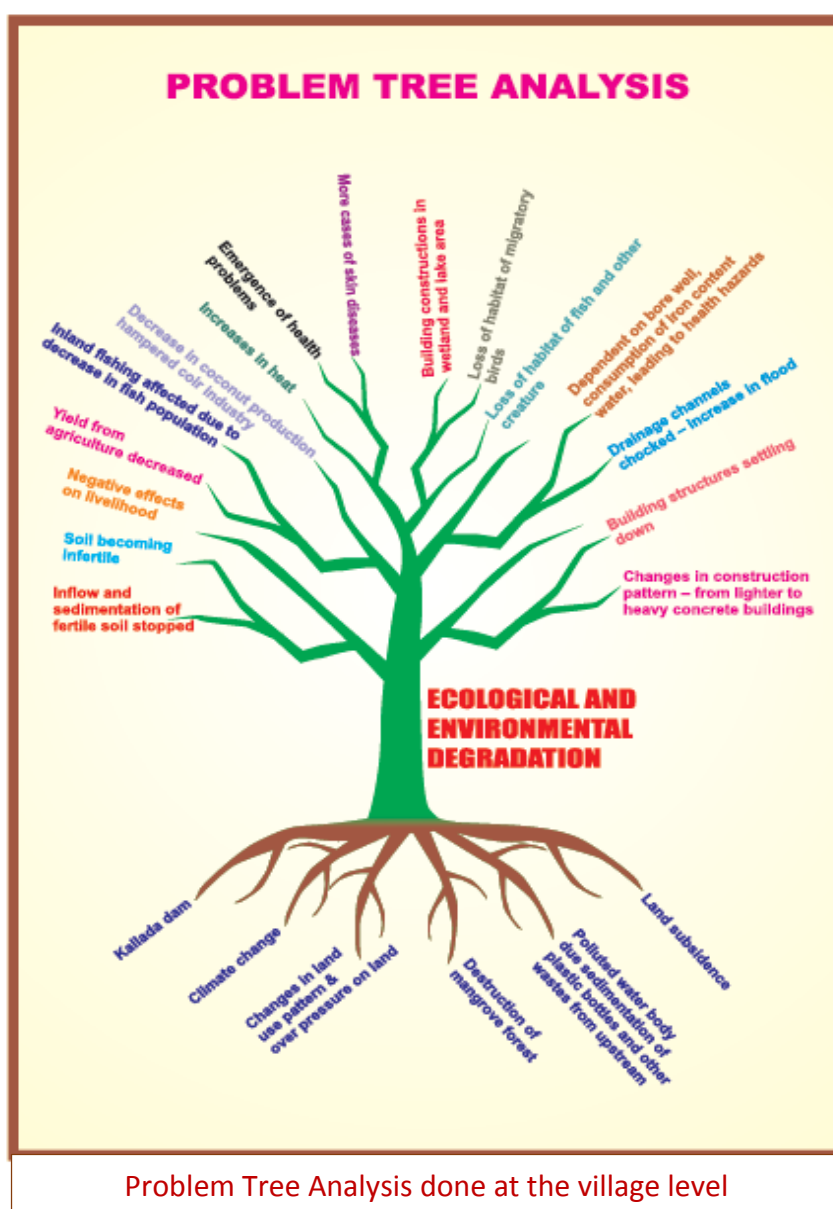 PROBLEM TREE ANALYSIS
More cases of skin diseases
Emergence of health
problems
Increases in heat
Decrease in coconut production
hampered coir industry
Inland fishing affected due to
decrease in fish population
Yield from
agriculture decreased
Negative effects
on livelihood
Soil becoming
infertile
Inflow and
sedimentation of
fertile soil stopped
Building constructions in
wetland and lake area
Loss of habitat of migratory
birds
Loss of habitat of fish and other
creature
Dependent on bore well,
consumption of iron content
water, leading to health hazards
Drainage channels
chocked – increase in flood
Building structures settling
down
Changes in construction
pattern – from lighter to
heavy concrete buildings
ECOLOGICAL AND
ENVIRONMENTAL
DEGRADATION
Kallada dam
Climate change
Changes in land
use pattern &
over pressure on land
Destruction of
mangrove forest
Polluted water body
due sedimentation of
plastic bottles and other
wastes from upstream
Land subsidence
Problem Tree Analysis done at the village level